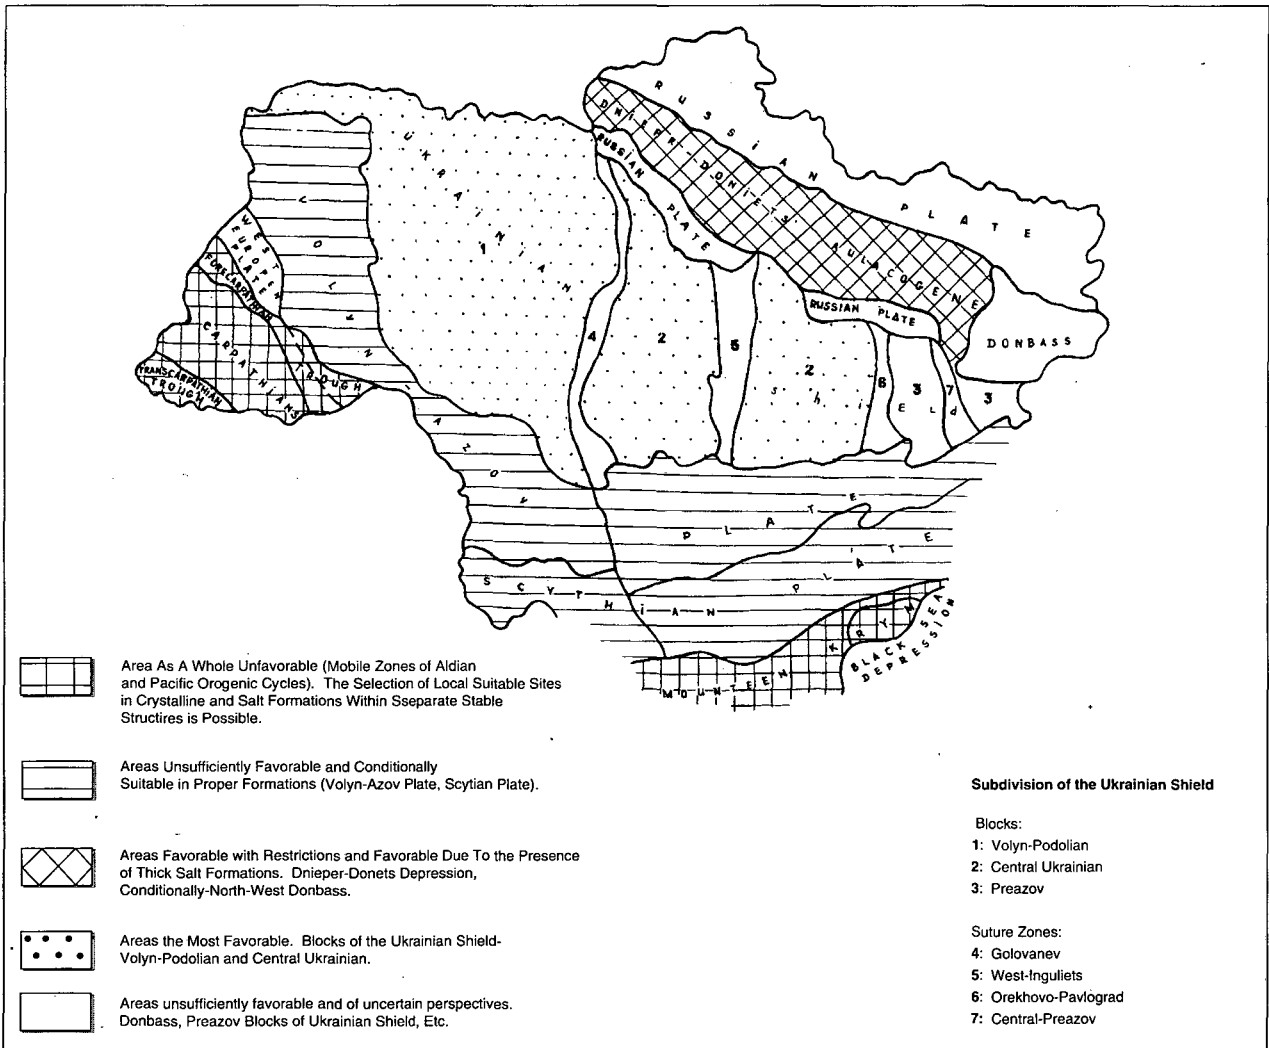 RUSSIAN PLATE
DNIEPR-DONIETS AULACOGENE
RUSSIAN PLATE
UKRAINIAN
VOLYN
WEST EUROPEN PLATE
FORECARPATHIAN
TROUGH
CARPATHIANS
TRANSCARPATHIAN
TROUGH
1
4
2
5
2
RUSSIAN PLATE
DONBASS
6
3
7
3
shiELd
AZOV
PLATE
SCYTHiAN PLATE
MOUNTEEN KRYM
BLACK SEA
DEPRESSION
Area As A Whole Unfavorable (Mobile Zones of Aldian
and Pacific Orogenic Cycles). The Selection of Local Suitable Sites
in Crystalline and Salt Formations Within Sseparate Stable
Structires is Possible.
Areas Unsufficiently Favorable and Conditionally
Suitable in Proper Formations (Volyn-Azov Plate, Scytian Plate).
Areas Favorable with Restrictions and Favorable Due To the Presence
of Thick Salt Formations. Dnieper-Donets Depression,
Conditionally-North-West Donbass.
Areas the Most Favorable. Blocks of the Ukrainian Shield-
Volyn-Podolian and Central Ukrainian.
Areas unsufficiently favorable and of uncertain perspectives.
Donbass, Preazov Blocks of Ukrainian Shield, Etc.
Subdivision of the Ukrainian Shield
Blocks:
1: Volyn-Podolian
2: Central Ukrainian
3: Preazov
Suture Zones:
4: Golovanev
5: West-Inguliets
6: Orekhovo-Pavlograd
7: Central-Preazov